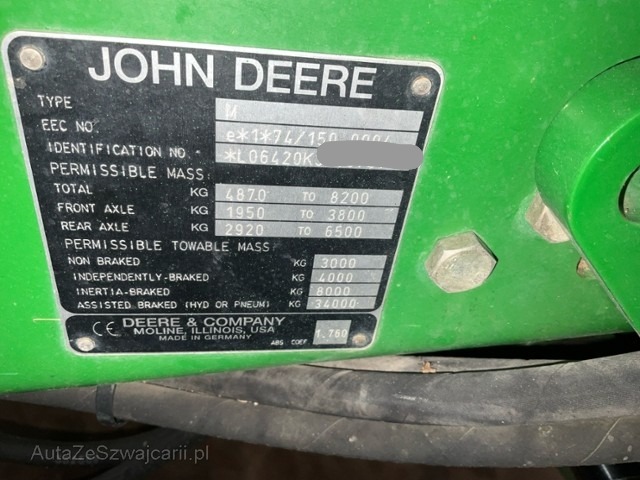 JOHN DEERE
TYPE M
EEC NO. e*1*74/150
IDENTIFICATION NO. *L06420K
PERMISSIBLE MASS:
TOTAL KG 4870 TO 8200
FRONT AXLE KG 1950 TO 3800
REAR AXLE KG 2920 TO 6500
PERMISSIBLE TOWABLE MASS:
NON BRAKED KG 3000
INDEPENDENTLY-BRAKED KG 4000
INERTIA-BRAKED KG 8000
ASSISTED BRAKED (HYD OR PNEUM) KG 34000
CE DEERE & COMPANY
MOLINE, ILLINOIS, USA
MADE IN GERMANY
ABS. COEF. 1.760
AutaZeSzwajcarii.pl